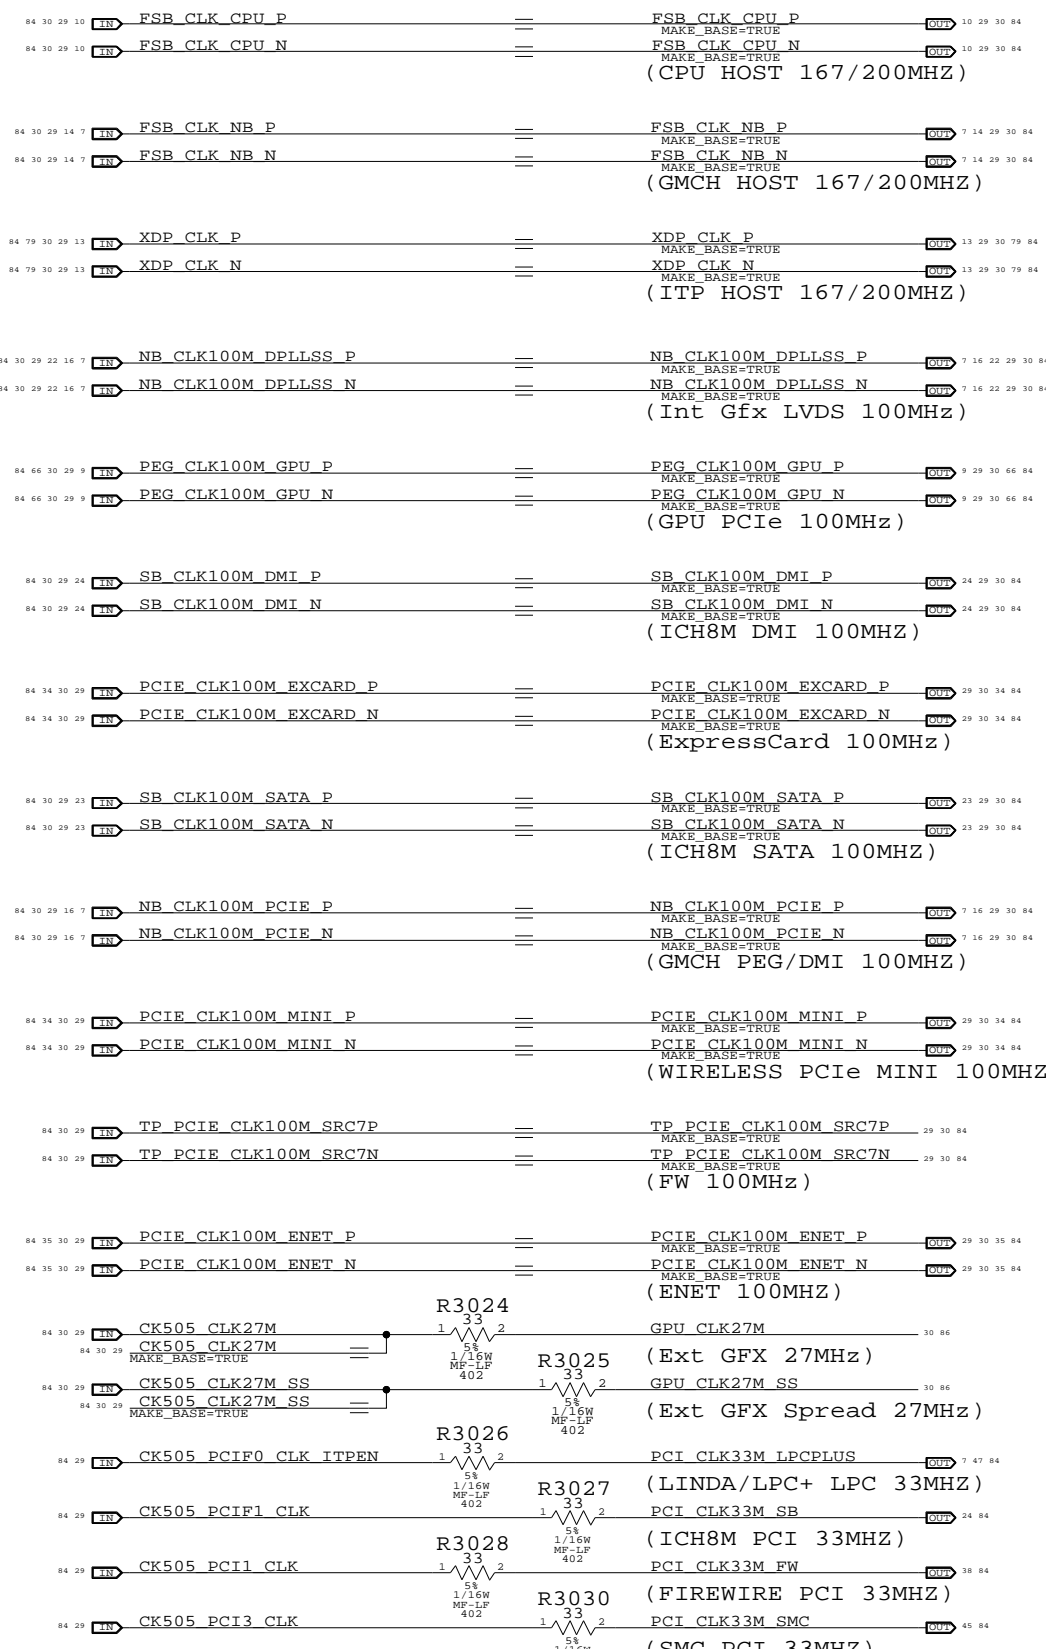 84 30 29 10 IN FSB_CLK_CPU_P FSB_CLK_CPU_P OUT 10 29 30 84
MAKE_BASE=TRUE
84 30 29 10 IN FSB_CLK_CPU_N FSB_CLK_CPU_N OUT 10 29 30 84
MAKE_BASE=TRUE
(CPU HOST 167/200MHZ)
84 30 29 14 7 IN FSB_CLK_NB_P FSB_CLK_NB_P OUT 7 14 29 30 84
MAKE_BASE=TRUE
84 30 29 14 7 IN FSB_CLK_NB_N FSB_CLK_NB_N OUT 7 14 29 30 84
MAKE_BASE=TRUE
(GMCH HOST 167/200MHZ)
84 79 30 29 13 IN XDP_CLK_P XDP_CLK_P OUT 13 29 30 79 84
MAKE_BASE=TRUE
84 79 30 29 13 IN XDP_CLK_N XDP_CLK_N OUT 13 29 30 79 84
MAKE_BASE=TRUE
(ITP HOST 167/200MHZ)
84 30 29 22 16 7 IN NB_CLK100M_DPLLSS_P NB_CLK100M_DPLLSS_P OUT 7 16 22 29 30 84
MAKE_BASE=TRUE
84 30 29 22 16 7 IN NB_CLK100M_DPLLSS_N NB_CLK100M_DPLLSS_N OUT 7 16 22 29 30 84
MAKE_BASE=TRUE
(Int Gfx LVDS 100MHz)
84 66 30 29 9 IN PEG_CLK100M_GPU_P PEG_CLK100M_GPU_P OUT 9 29 30 66 84
MAKE_BASE=TRUE
84 66 30 29 9 IN PEG_CLK100M_GPU_N PEG_CLK100M_GPU_N OUT 9 29 30 66 84
MAKE_BASE=TRUE
(GPU PCIe 100MHz)
84 30 29 24 IN SB_CLK100M_DMI_P SB_CLK100M_DMI_P OUT 24 29 30 84
MAKE_BASE=TRUE
84 30 29 24 IN SB_CLK100M_DMI_N SB_CLK100M_DMI_N OUT 24 29 30 84
MAKE_BASE=TRUE
(ICH8M DMI 100MHZ)
84 34 30 29 IN PCIE_CLK100M_EXCARD_P PCIE_CLK100M_EXCARD_P OUT 29 30 34 84
MAKE_BASE=TRUE
84 34 30 29 IN PCIE_CLK100M_EXCARD_N PCIE_CLK100M_EXCARD_N OUT 29 30 34 84
MAKE_BASE=TRUE
(ExpressCard 100MHz)
84 30 29 23 IN SB_CLK100M_SATA_P SB_CLK100M_SATA_P OUT 23 29 30 84
MAKE_BASE=TRUE
84 30 29 23 IN SB_CLK100M_SATA_N SB_CLK100M_SATA_N OUT 23 29 30 84
MAKE_BASE=TRUE
(ICH8M SATA 100MHZ)
84 30 29 16 7 IN NB_CLK100M_PCIE_P NB_CLK100M_PCIE_P OUT 7 16 29 30 84
MAKE_BASE=TRUE
84 30 29 16 7 IN NB_CLK100M_PCIE_N NB_CLK100M_PCIE_N OUT 7 16 29 30 84
MAKE_BASE=TRUE
(GMCH PEG/DMI 100MHZ)
84 34 30 29 IN PCIE_CLK100M_MINI_P PCIE_CLK100M_MINI_P OUT 29 30 34 84
MAKE_BASE=TRUE
84 34 30 29 IN PCIE_CLK100M_MINI_N PCIE_CLK100M_MINI_N OUT 29 30 34 84
MAKE_BASE=TRUE
(WIRELESS PCIe MINI 100MHZ
84 30 29 IN TP_PCIE_CLK100M_SRC7P TP_PCIE_CLK100M_SRC7P 29 30 84
MAKE_BASE=TRUE
84 30 29 IN TP_PCIE_CLK100M_SRC7N TP_PCIE_CLK100M_SRC7N 29 30 84
MAKE_BASE=TRUE
(FW 100MHz)
84 35 30 29 IN PCIE_CLK100M_ENET_P PCIE_CLK100M_ENET_P OUT 29 30 35 84
MAKE_BASE=TRUE
84 35 30 29 IN PCIE_CLK100M_ENET_N PCIE_CLK100M_ENET_N OUT 29 30 35 84
MAKE_BASE=TRUE
(ENET 100MHZ)
R3024
33
84 30 29 IN CK505_CLK27M 1 2 GPU_CLK27M 30 86
84 30 29 CK505_CLK27M
MAKE_BASE=TRUE
5%
1/16W
MF-LF
402
(Ext GFX 27MHz)
R3025
33
84 30 29 IN CK505_CLK27M_SS 1 2 GPU_CLK27M_SS 30 86
84 30 29 CK505_CLK27M_SS
MAKE_BASE=TRUE
5%
1/16W
MF-LF
402
(Ext GFX Spread 27MHz)
R3026
33
84 29 IN CK505_PCIF0_CLK_ITPEN 1 2 PCI_CLK33M_LPCPLUS OUT 7 47 84
5%
1/16W
MF-LF
402
(LINDA/LPC+ LPC 33MHZ)
R3027
33
84 29 IN CK505_PCIF1_CLK 1 2 PCI_CLK33M_SB OUT 24 84
5%
1/16W
MF-LF
402
(ICH8M PCI 33MHZ)
R3028
33
84 29 IN CK505_PCI1_CLK 1 2 PCI_CLK33M_FW OUT 38 84
5%
1/16W
MF-LF
402
(FIREWIRE PCI 33MHZ)
R3030
33
84 29 IN CK505_PCI3_CLK 1 2 PCI_CLK33M_SMC OUT 45 84
5%
1/16W
(SMC PCI 33MHZ)